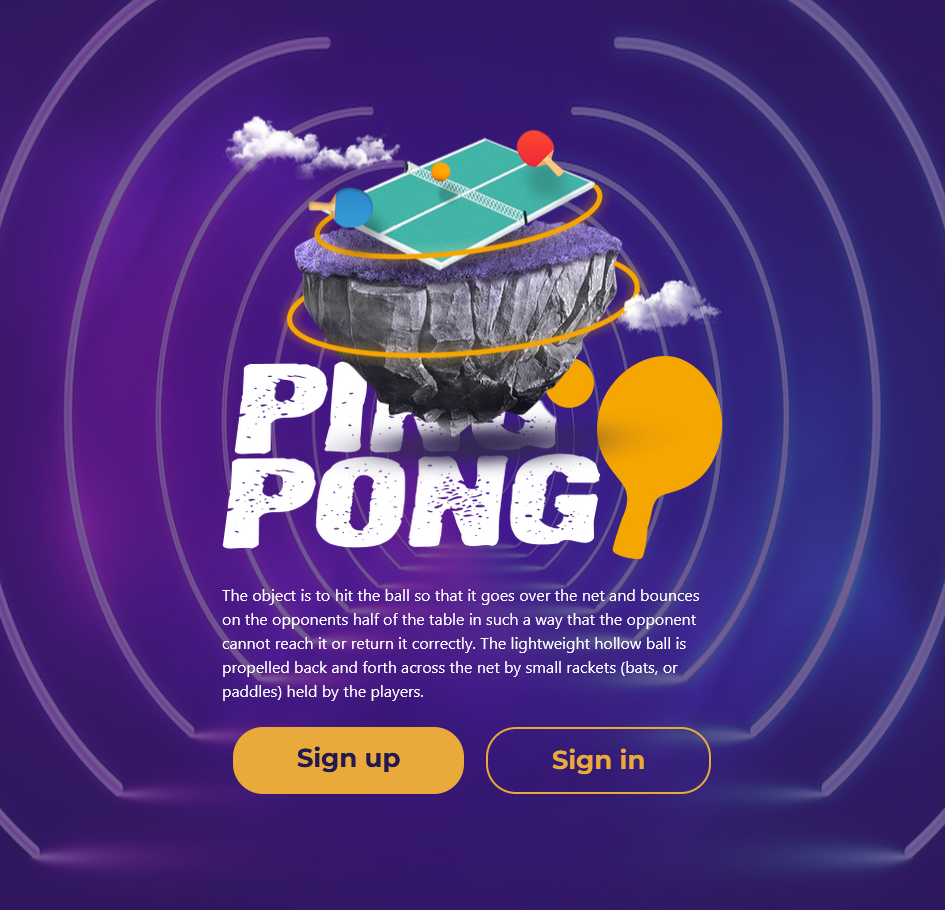 PING
PONG
The object is to hit the ball so that it goes over the net and bounces
on the opponents half of the table in such a way that the opponent
cannot reach it or return it correctly. The lightweight hollow ball is
propelled back and forth across the net by small rackets (bats, or
paddles) held by the players.
Sign up
Sign in